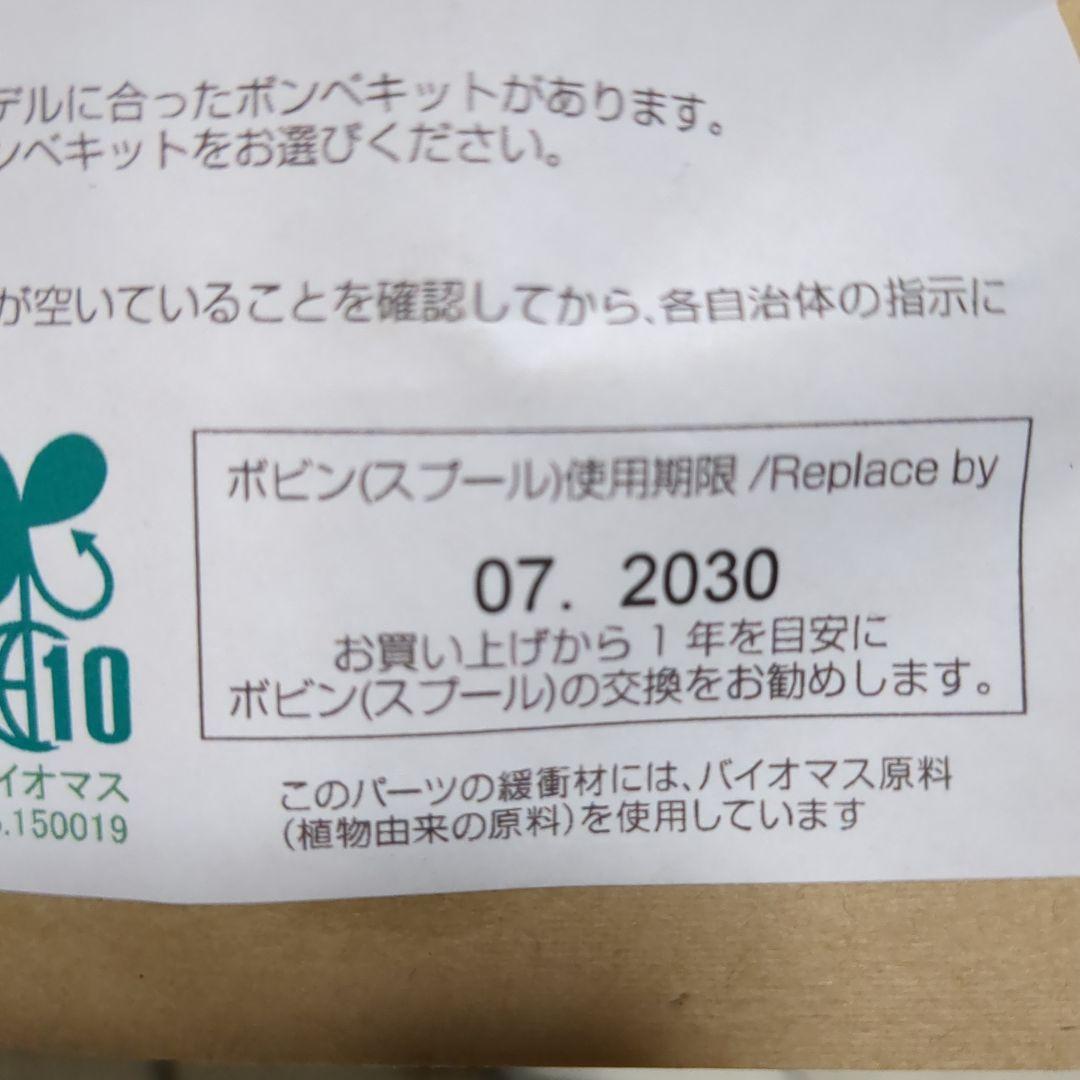 デルに合ったボンベキットがあります。
ンベキットをお選びください。
が空いていることを確認してから、各自治体の指示に
ボビン(スプール)使用期限 /Replace by
07. 2030
お買い上げから 1 年を目安に
ボビン(スプール)の交換をお勧めします。
10
イオマス
.150019
このパーツの緩衝材には、バイオマス原料
(植物由来の原料)を使用しています